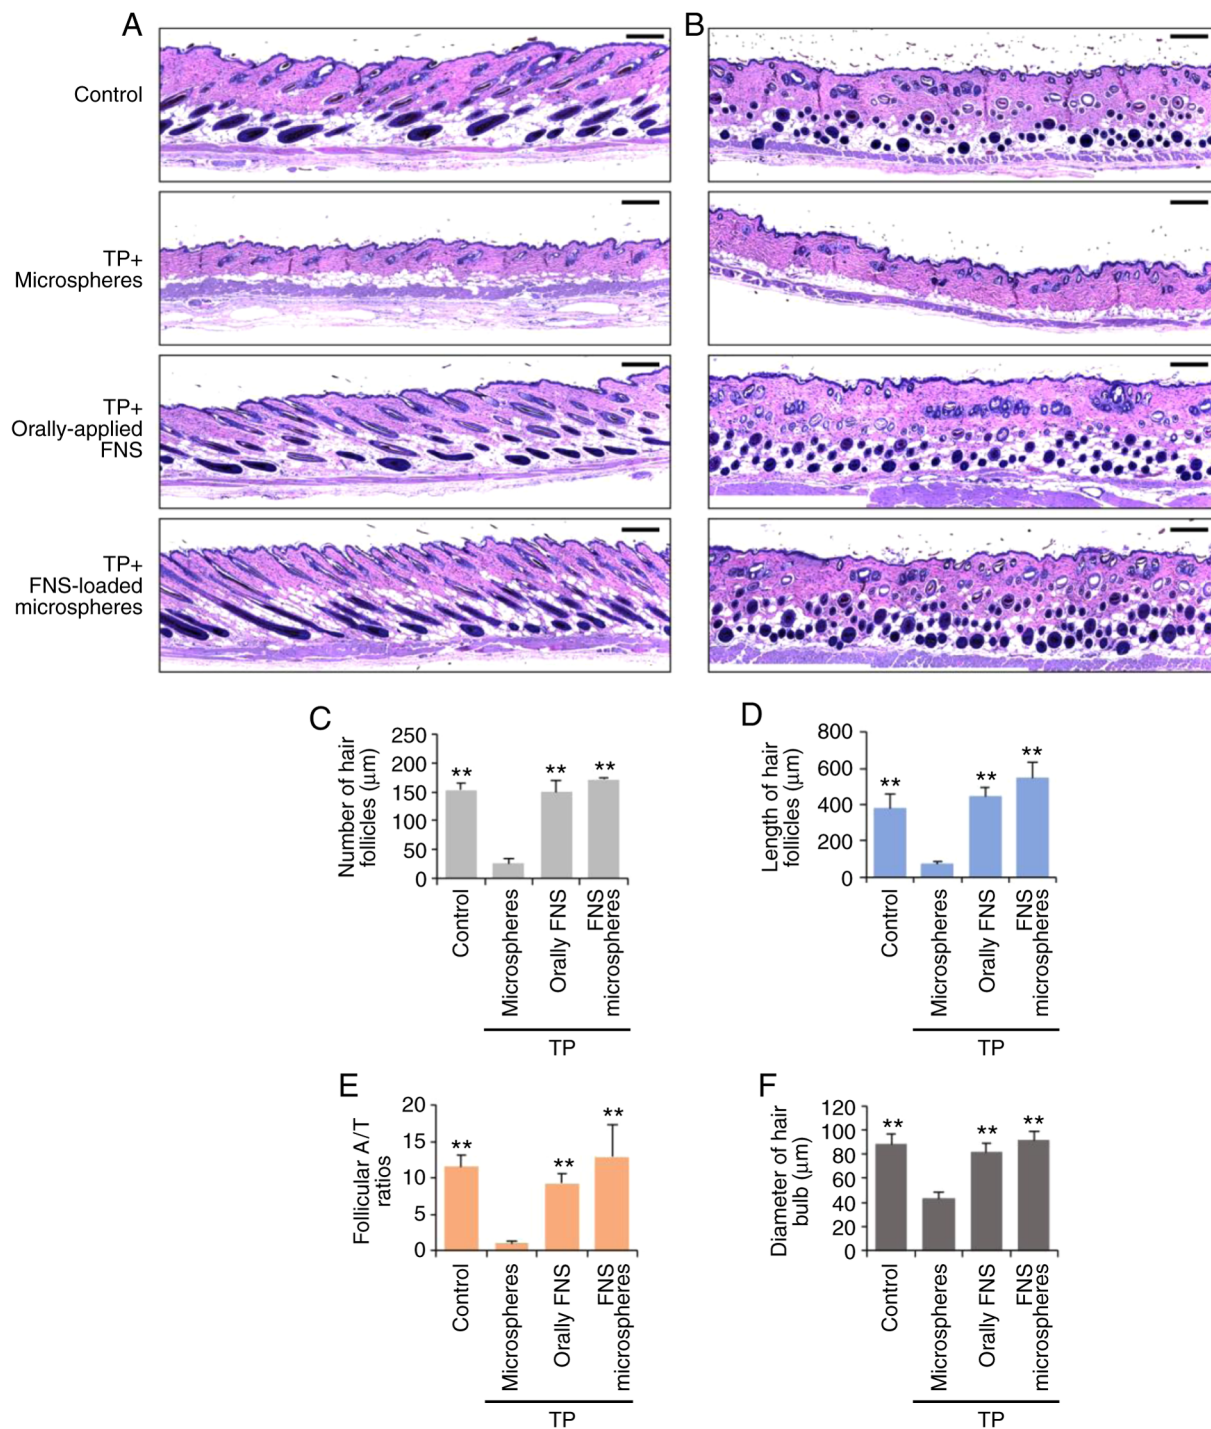 A
B
Control
TP+
Microspheres
TP+
Orally-applied
FNS
TP+
FNS-loaded
microspheres
C
Number of hair
follicles (μm)
250
200
150
100
50
0
**
**
**
Control
Microspheres
Orally FNS
FNS
microspheres
TP
D
Length of hair
follicles (μm)
800
600
400
200
0
**
**
**
Control
Microspheres
Orally FNS
FNS
microspheres
TP
E
Follicular A/T
ratios
20
15
10
5
0
**
**
**
Control
Microspheres
Orally FNS
FNS
microspheres
TP
F
Diameter of hair
bulb (μm)
120
100
80
60
40
20
0
**
**
**
Control
Microspheres
Orally FNS
FNS
microspheres
TP